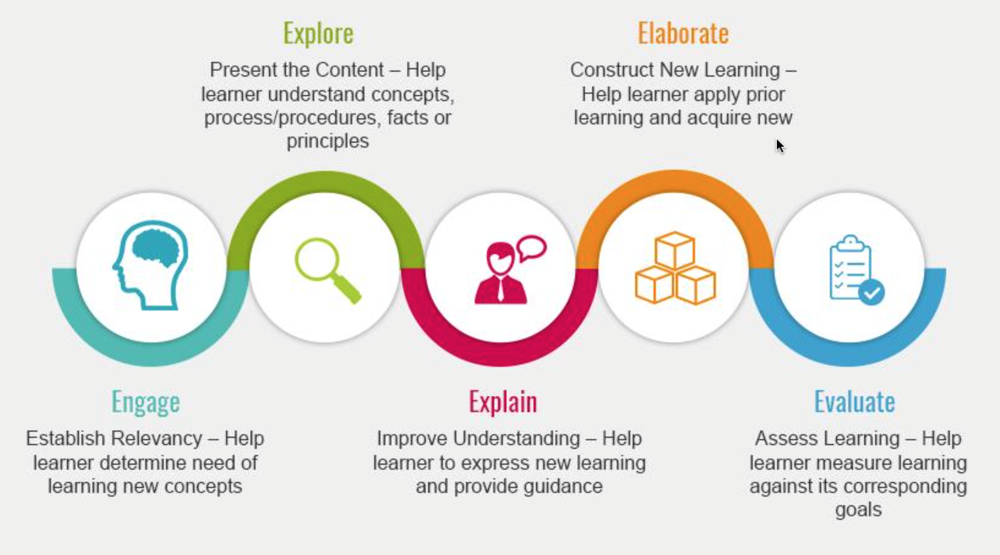 Explore
Present the Content – Help
learner understand concepts,
process/procedures, facts or
principles
Elaborate
Construct New Learning –
Help learner apply prior
learning and acquire new
Engage
Establish Relevancy – Help
learner determine need of
learning new concepts
Explain
Improve Understanding – Help
learner to express new learning
and provide guidance
Evaluate
Assess Learning – Help
learner measure learning
against its corresponding
goals